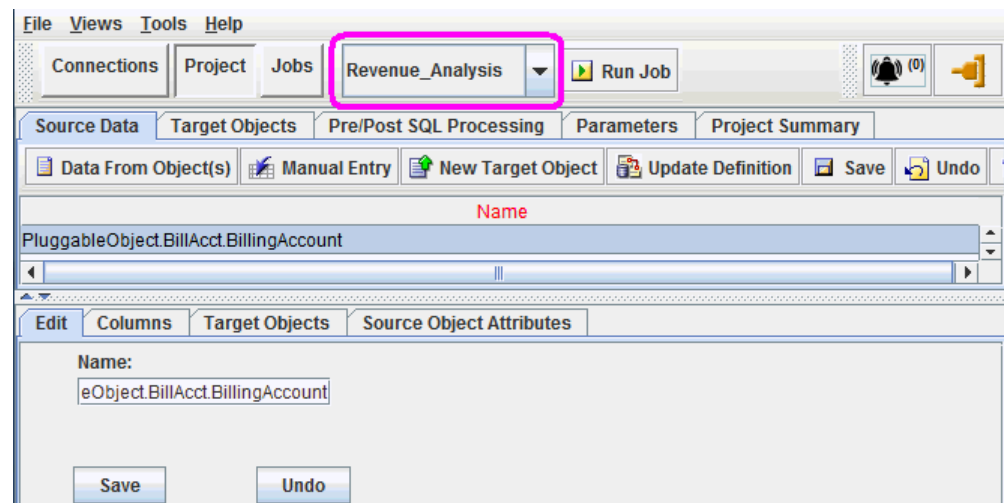 File Views Tools Help
Connections Project Jobs Revenue_Analysis Run Job (0)
Source Data Target Objects Pre/Post SQL Processing Parameters Project Summary
Data From Object(s) Manual Entry New Target Object Update Definition Save Undo
Name
PluggableObject.BillAcct.BillingAccount
Edit Columns Target Objects Source Object Attributes
Name:
eObject.BillAcct.BillingAccount
Save Undo